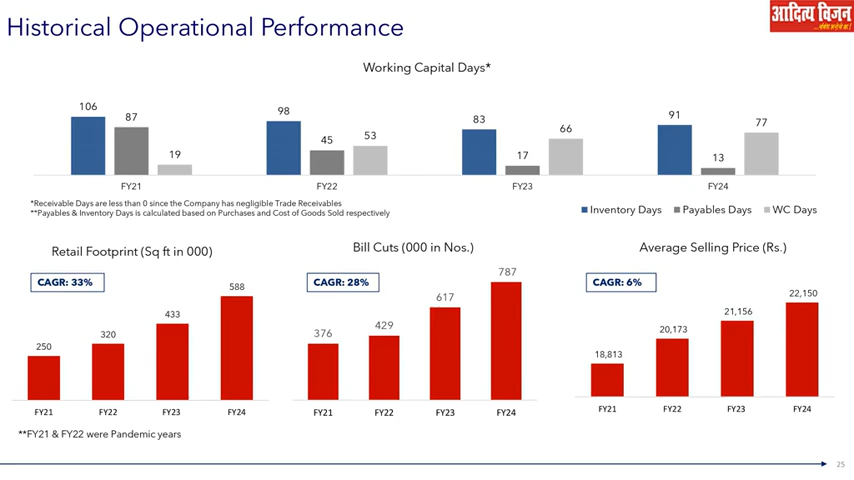 Historical Operational Performance
आदित्य विजन
Working Capital Days*
106 87 19
98 45 53
83 17 66
91 13 77
FY21 FY22 FY23 FY24
*Receivable Days are less than 0 since the Company has negligible Trade Receivables
**Payables & Inventory Days is calculated based on Purchases and Cost of Goods Sold respectively
Inventory Days Payables Days WC Days
Retail Footprint (Sq ft in 000)
CAGR: 33%
250 320 433 588
FY21 FY22 FY23 FY24
Bill Cuts (000 in Nos.)
CAGR: 28%
376 429 617 787
FY21 FY22 FY23 FY24
Average Selling Price (Rs.)
CAGR: 6%
18,813 20,173 21,156 22,150
FY21 FY22 FY23 FY24
**FY21 & FY22 were Pandemic years
25